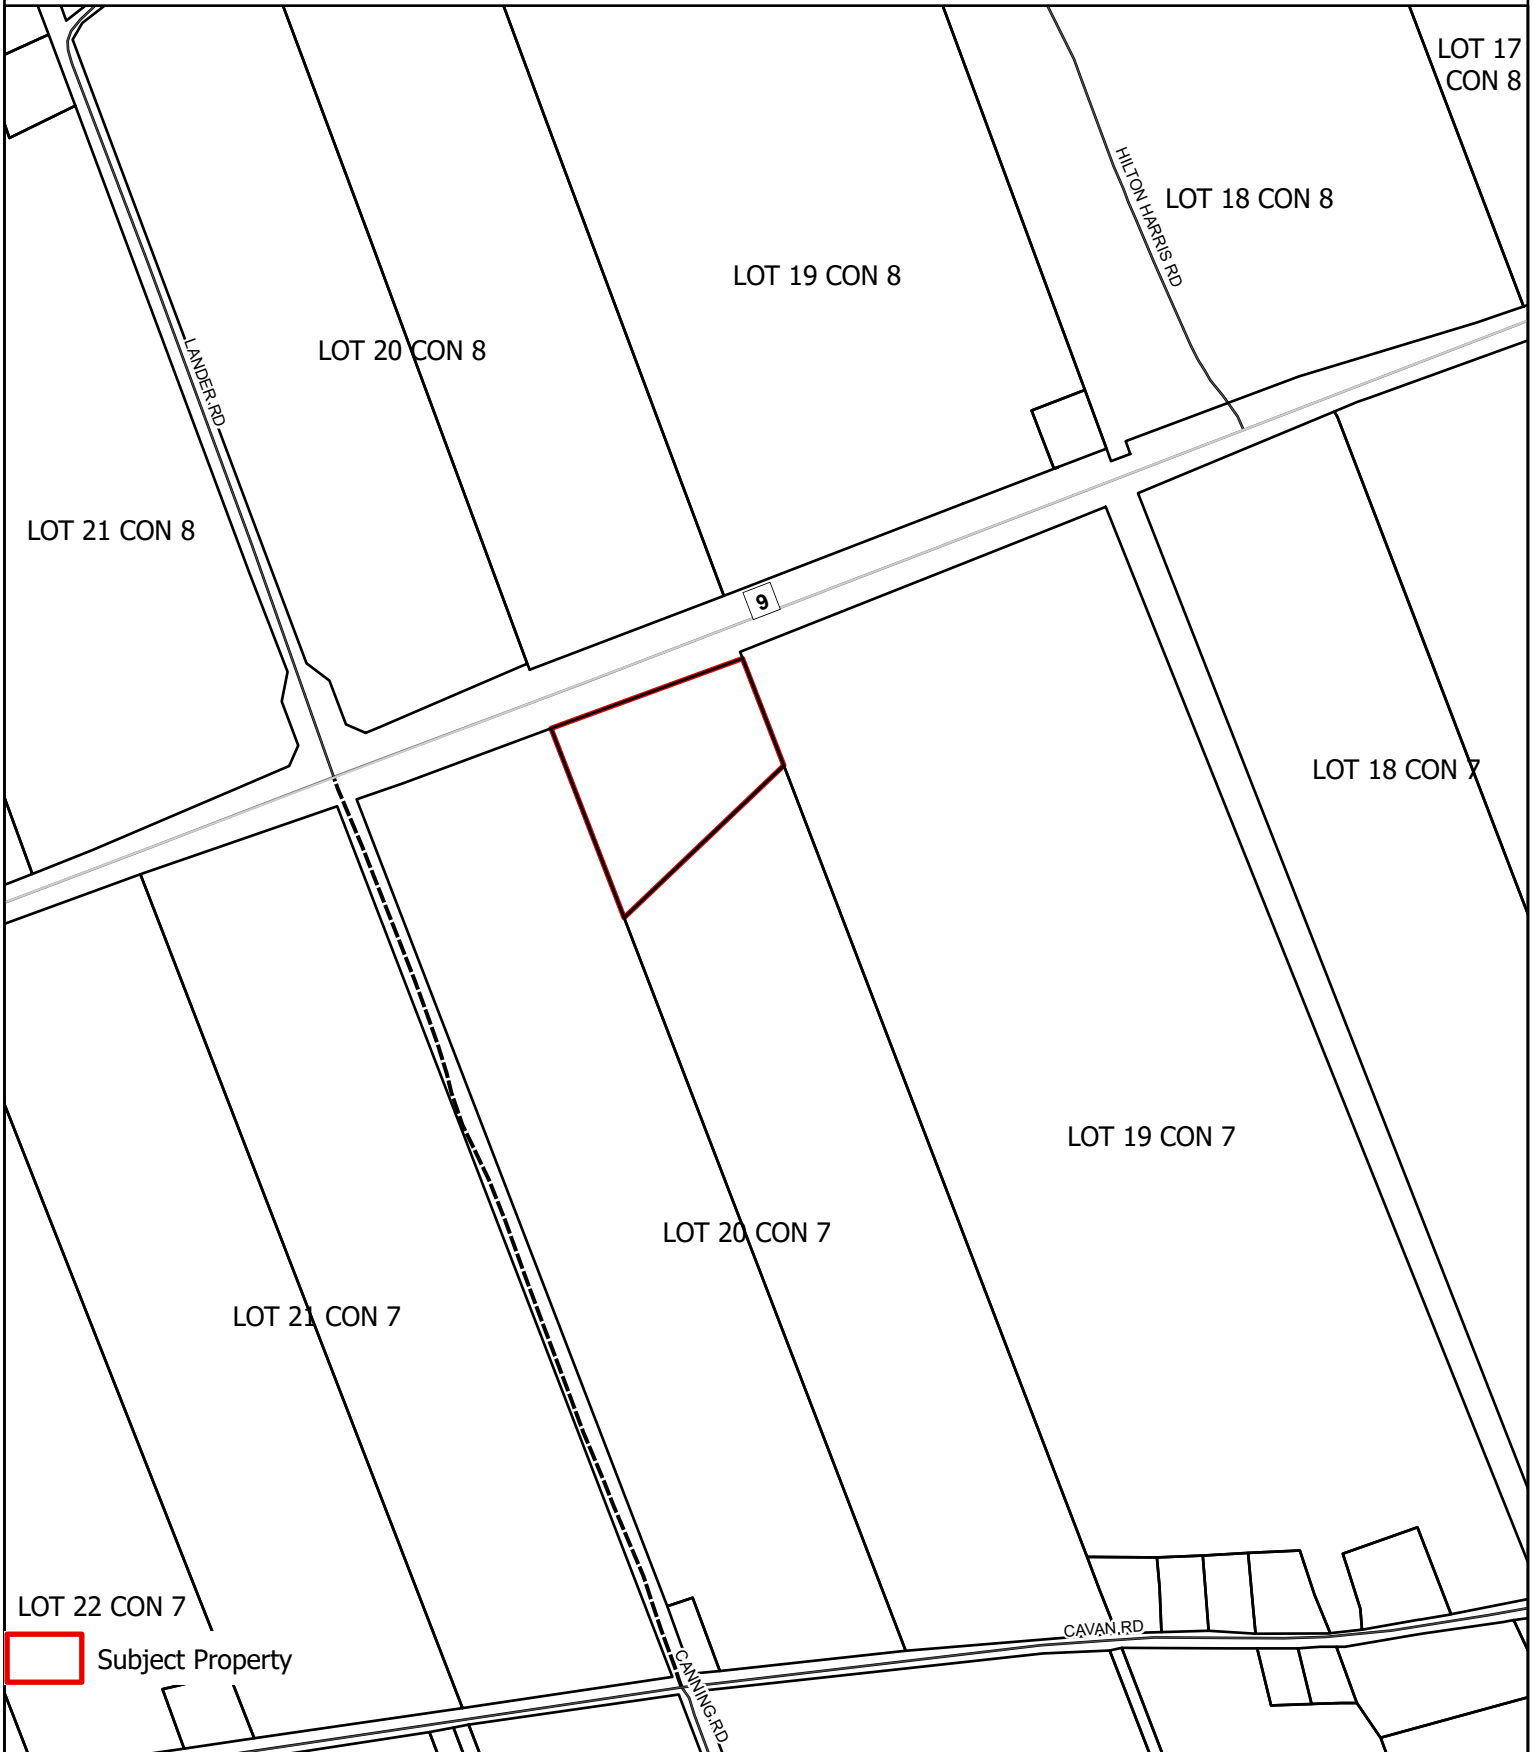 LOT 17
CON 8
HILTON HARRIS RD
LOT 18 CON 8
LOT 19 CON 8
LANDER RD
LOT 20 CON 8
LOT 21 CON 8
9
LOT 18 CON 7
LOT 19 CON 7
LOT 20 CON 7
LOT 21 CON 7
LOT 22 CON 7
CAVAN RD
Subject Property
CANNING RD